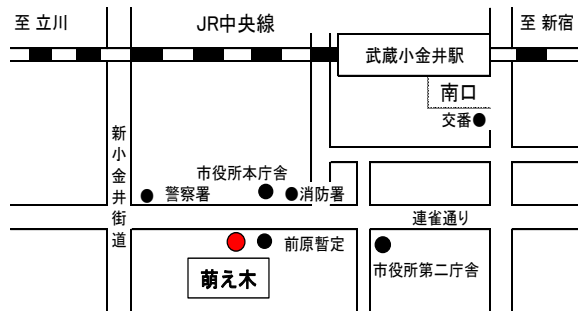 至 立川
JR中央線
至 新宿
武蔵小金井駅
南口
交番
新小金井街道
市役所本庁舎
警察署
消防署
連雀通り
前原暫定
市役所第二庁舎
萌え木